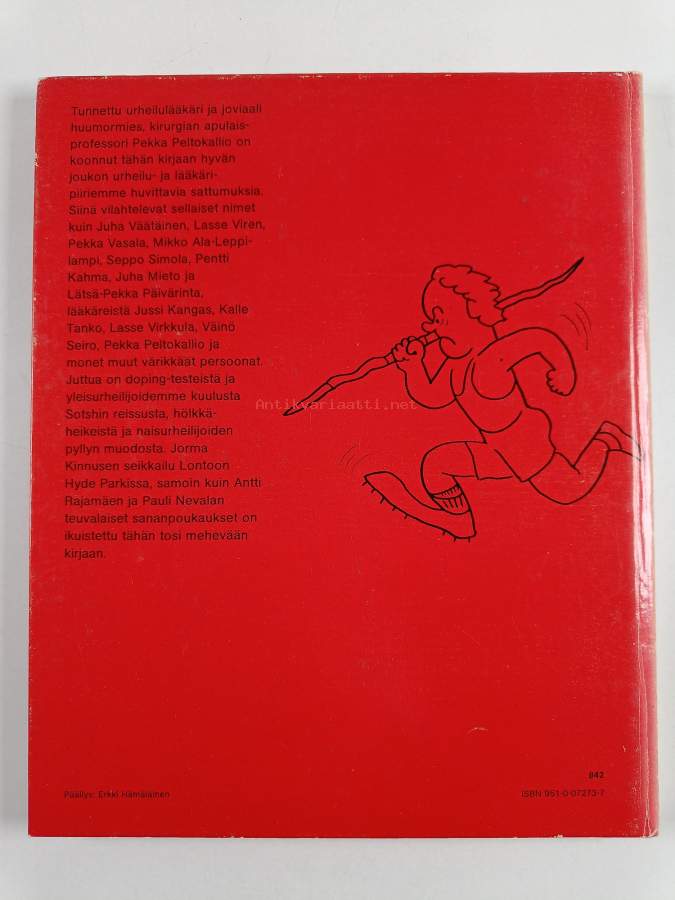 Tunnettu urheilulääkäri ja joviaali
huumormies, kirurgian apulais-
professori Pekka Peltokallio on
koonnut tähän kirjaan hyvän
joukon urheilu- ja lääkäri-
piiriemme huvittavia sattumuksia.
Siinä vilahtelevat sellaiset nimet
kuin Juha Väätäinen, Lasse Viren,
Pekka Vasala, Mikko Ala-Leppi-
lampi, Seppo Simola, Pentti
Kahma, Juha Mieto ja
Lätsä-Pekka Päivärinta,
lääkäreistä Jussi Kangas, Kalle
Tanko, Lasse Virkkula, Väinö
Seiro, Pekka Peltokallio ja
monet muut värikkäät persoonat.
Juttua on doping-testeistä ja
yleisurheilijoidemme kuulusta
Sotshin reissusta, hölkkä-
heikeistä ja naisurheilijoiden
pyllyn muodosta. Jorma
Kinnusen seikkailu Lontoon
Hyde Parkissa, samoin kuin Antti
Rajamäen ja Pauli Nevalan
teuvalaiset sananpoukaukset on
ikuistettu tähän tosi mehevään
kirjaan.
Antikvariaatti.net
842
Päällys: Erkki Hämäläinen
ISBN 951-0-07273-7